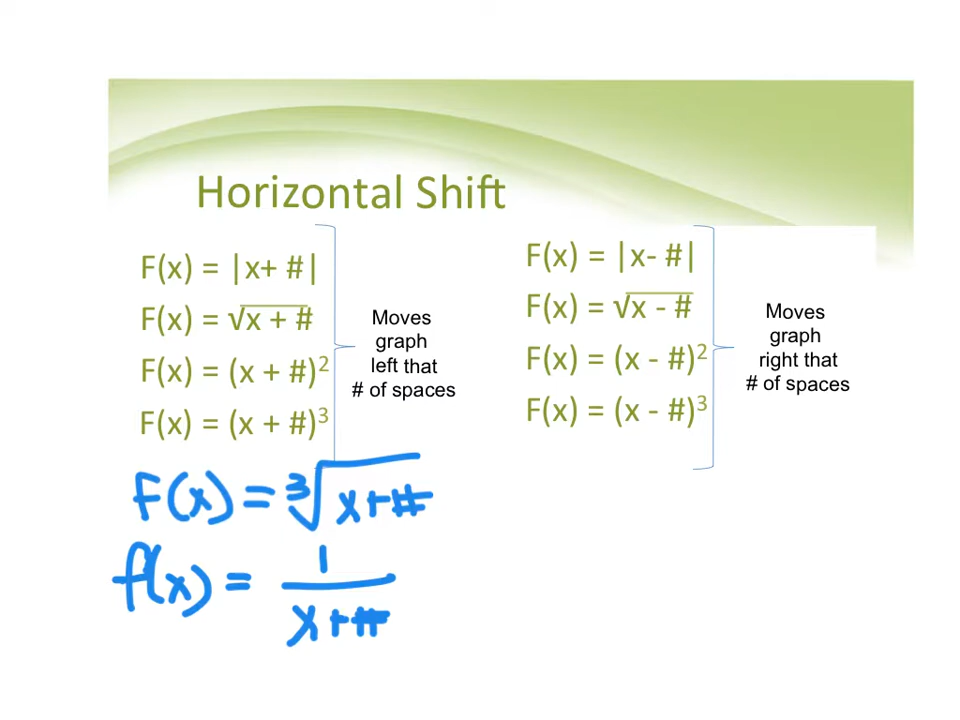 Horizontal Shift
F(x) = |x+ #|
F(x) = √x + #
F(x) = (x + #)²
F(x) = (x + #)³
Moves
graph
left that
# of spaces
F(x) = ∛x+#
f(x) = 1/x+#
F(x) = |x- #|
F(x) = √x - #
F(x) = (x - #)²
F(x) = (x - #)³
Moves
graph
right that
# of spaces